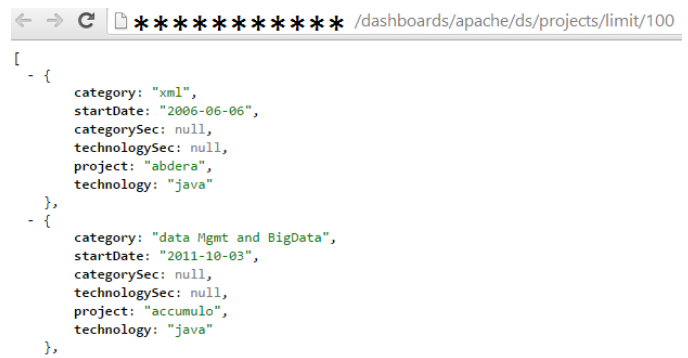 *********** /dashboards/apache/ds/projects/limit/100
[
- {
category: "xml",
startDate: "2006-06-06",
categorySec: null,
technologySec: null,
project: "abdera",
technology: "java"
},
- {
category: "data Mgmt and BigData",
startDate: "2011-10-03",
categorySec: null,
technologySec: null,
project: "accumulo",
technology: "java"
},